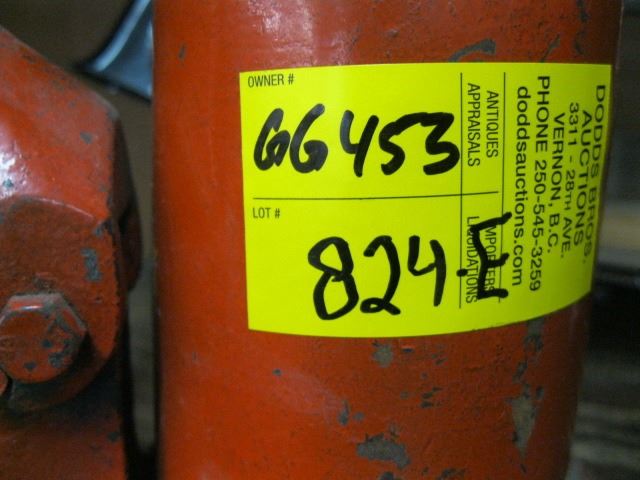 OWNER #
GG453
LOT #
824-E
ANTIQUES
APPRAISALS
LIQUIDATIONS
DODDS BROS.
AUCTIONS
3311 - 28TH AVE.
VERNON, B.C.
PHONE 250-545-3259
doddsauctions.com